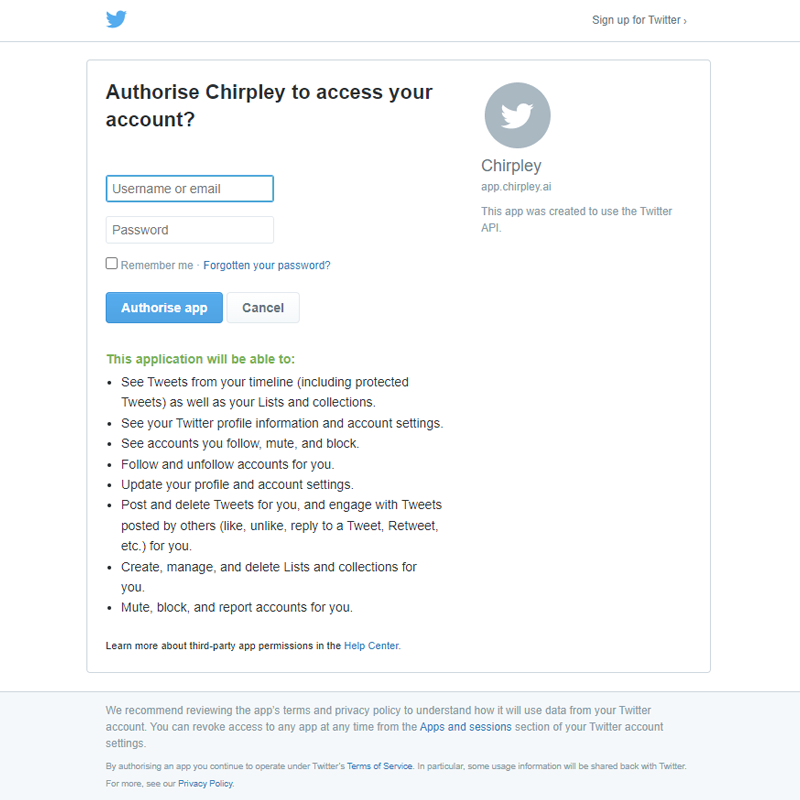 Sign up for Twitter ›
Authorise Chirpley to access your
account?
Username or email
Password
Remember me · Forgotten your password?
Authorise app
Cancel
This application will be able to:
• See Tweets from your timeline (including protected
Tweets) as well as your Lists and collections.
• See your Twitter profile information and account settings.
• See accounts you follow, mute, and block.
• Follow and unfollow accounts for you.
• Update your profile and account settings.
• Post and delete Tweets for you, and engage with Tweets
posted by others (like, unlike, reply to a Tweet, Retweet,
etc.) for you.
• Create, manage, and delete Lists and collections for
you.
• Mute, block, and report accounts for you.
Learn more about third-party app permissions in the Help Center.
Chirpley
app.chirpley.ai
This app was created to use the Twitter
API.
We recommend reviewing the app's terms and privacy policy to understand how it will use data from your Twitter
account. You can revoke access to any app at any time from the Apps and sessions section of your Twitter account
settings.
By authorising an app you continue to operate under Twitter's Terms of Service. In particular, some usage information will be shared back with Twitter.
For more, see our Privacy Policy.